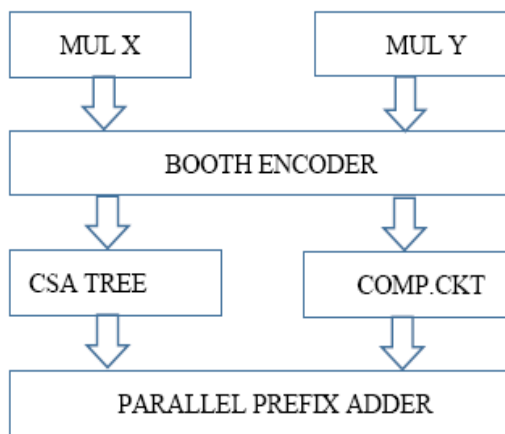 MUL X
MUL Y
BOOTH ENCODER
CSA TREE
COMP.CKT
PARALLEL PREFIX ADDER